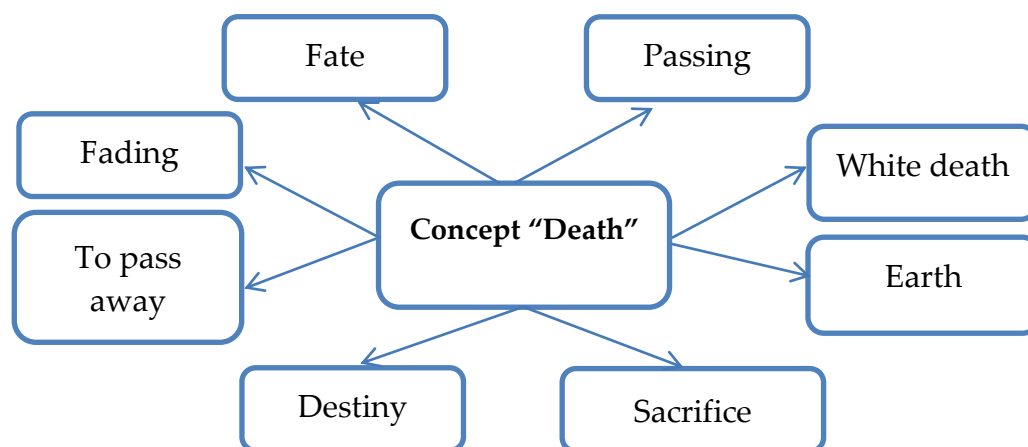 Fate
Passing
Fading
White death
Concept “Death”
To pass
away
Earth
Destiny
Sacrifice